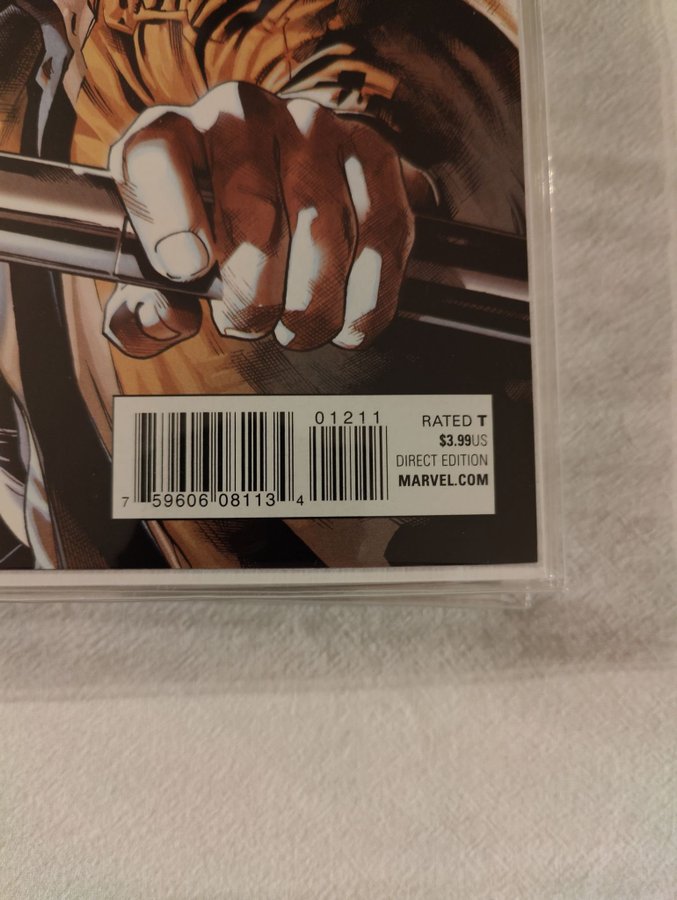 01211
7 59606 08113 4
RATED T
$3.99US
DIRECT EDITION
MARVEL.COM